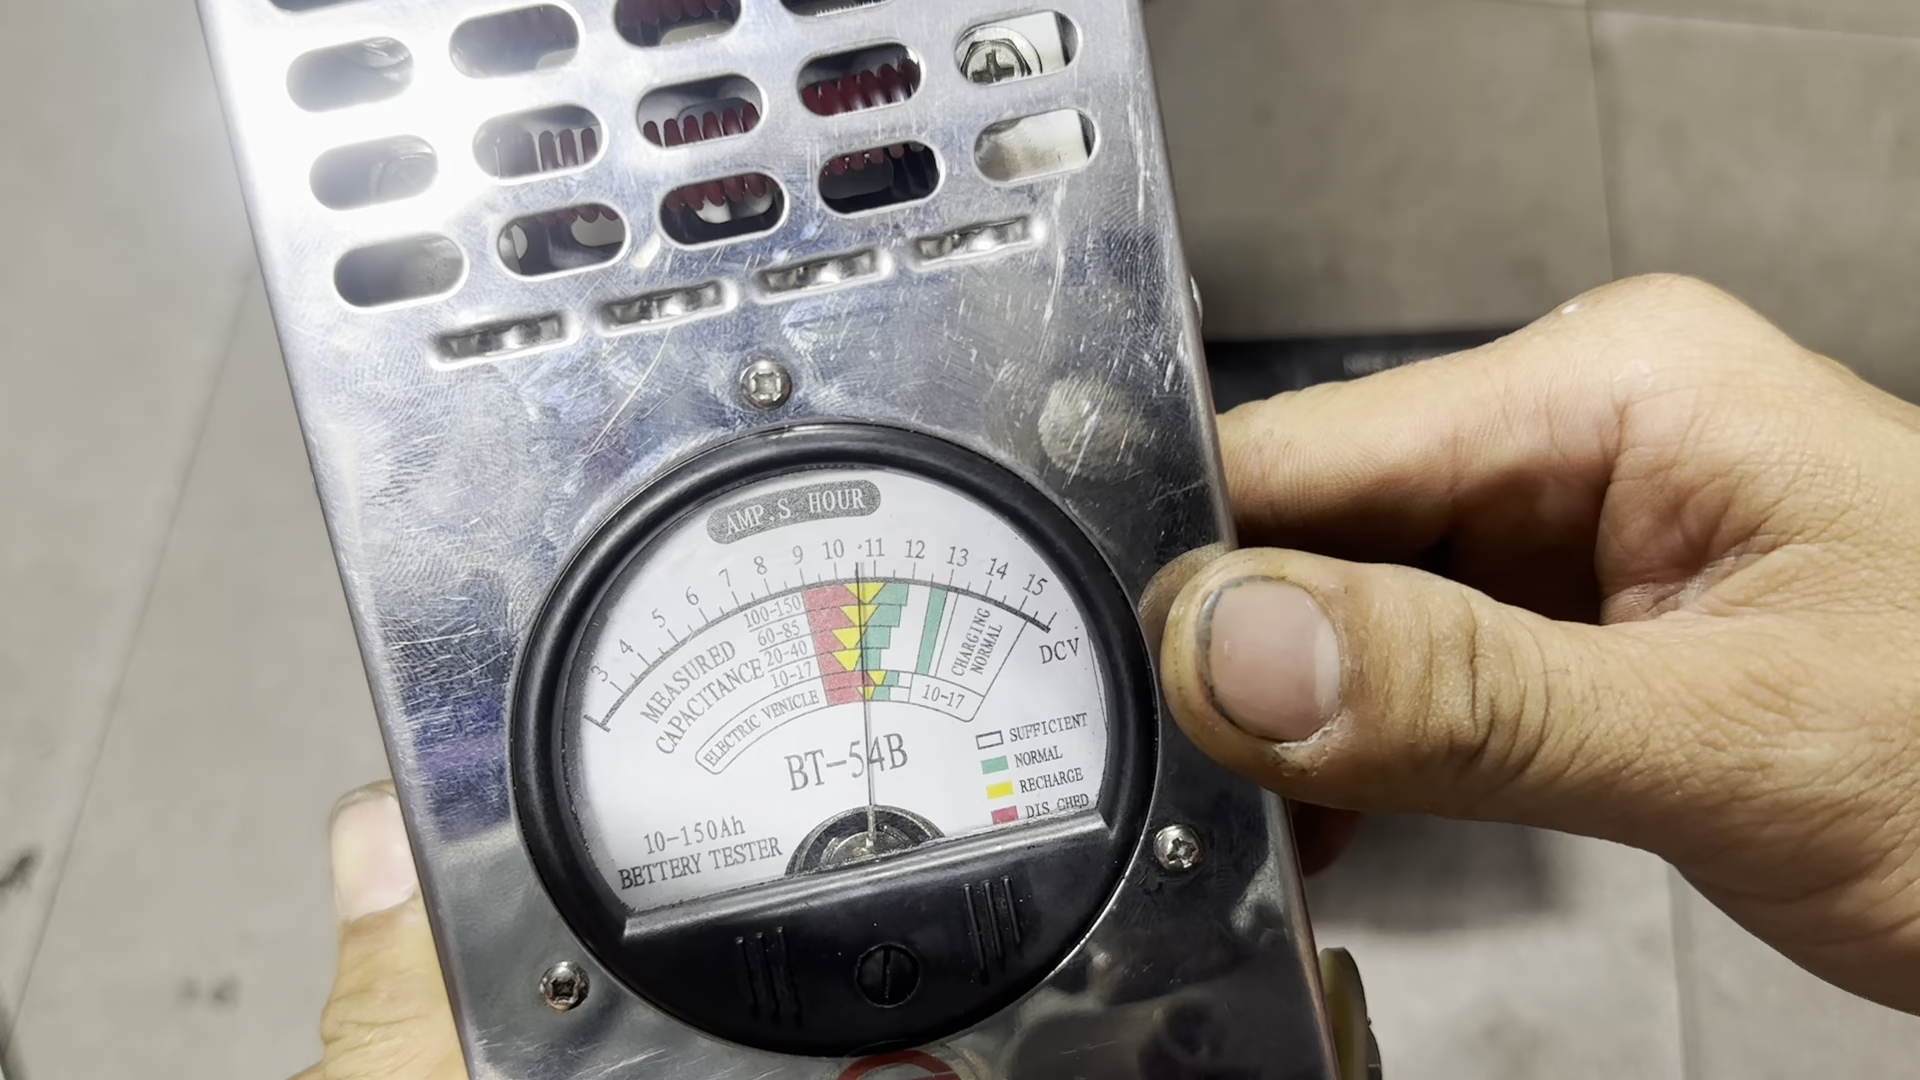 AMP.S HOUR
3 4 5 6 7 8 9 10 11 12 13 14 15
DCV
MEASURED
CAPACITANCE
100-150
60-85
20-40
10-17
ELECTRIC VENICLE
CHARGING
NORMAL
10-17
BT-54B
SUFFICIENT
NORMAL
RECHARGE
DIS.CHED
10-150Ah
BETTERY TESTER